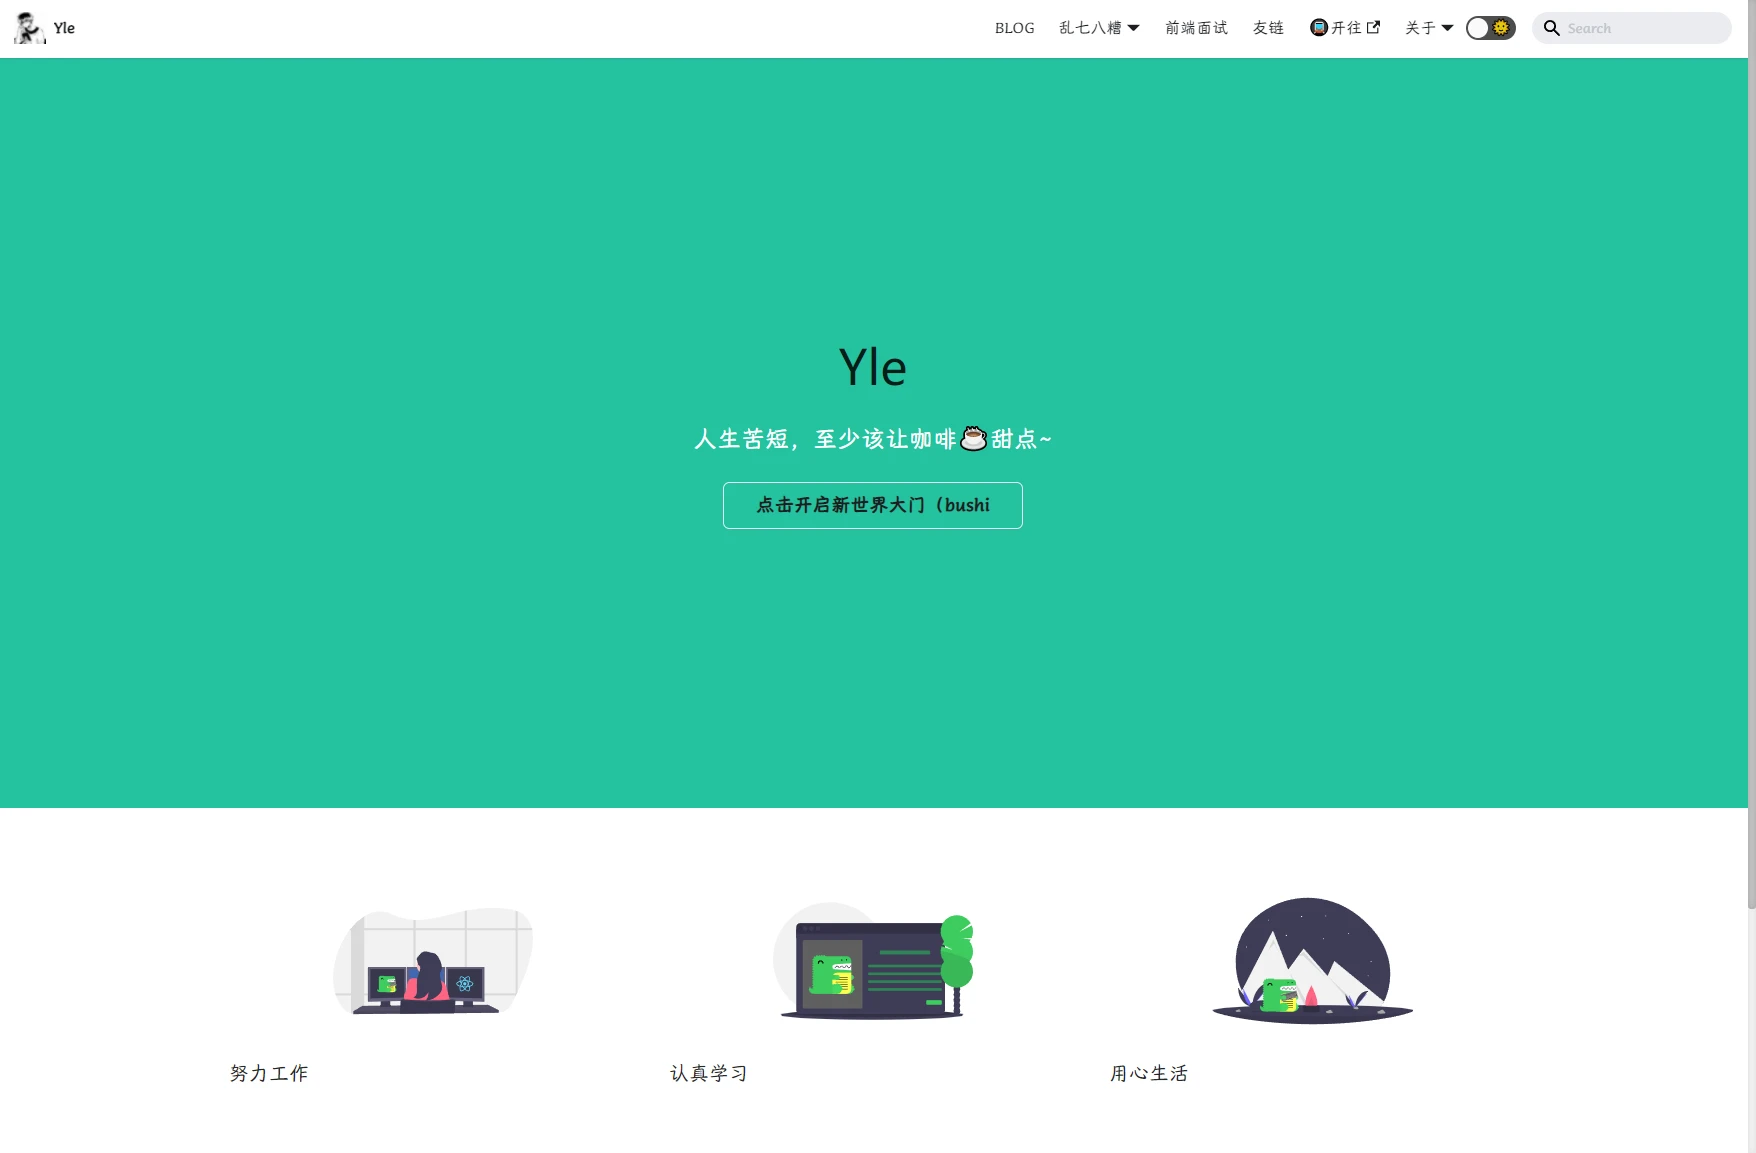 Yle
BLOG 乱七八糟 前端面试 友链 开往 关于 Search
Yle
人生苦短，至少该让咖啡☕甜点~
点击开启新世界大门（bushi
努力工作 认真学习 用心生活